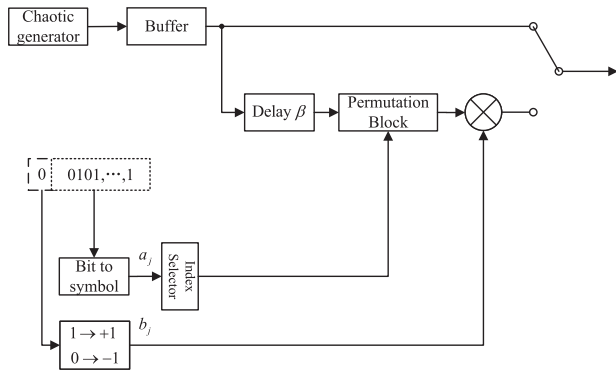 Chaotic
generator
Buffer
Delay β
Permutation
Block
0 0101,⋯,1
Bit to
symbol
a_j
Index
Selector
b_j
1 → +1
0 → −1